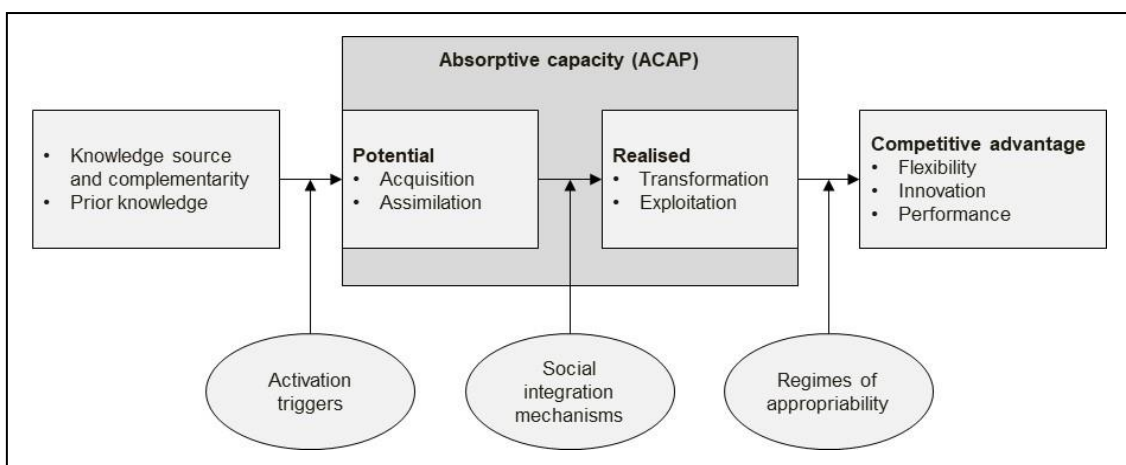 Absorptive capacity (ACAP)
• Knowledge source
and complementarity
• Prior knowledge
Potential
• Acquisition
• Assimilation
Realised
• Transformation
• Exploitation
Competitive advantage
• Flexibility
• Innovation
• Performance
Activation
triggers
Social
integration
mechanisms
Regimes of
appropriability